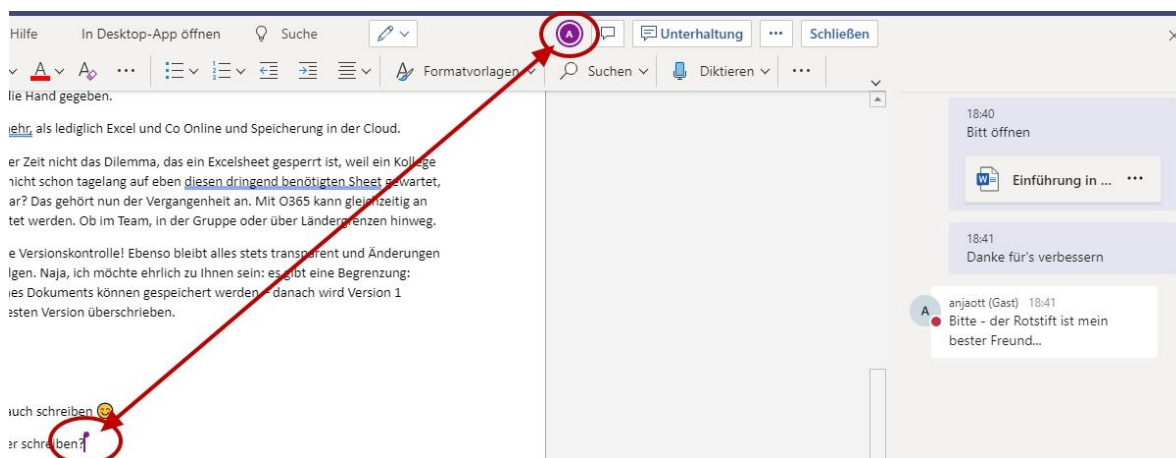 Hilfe In Desktop-App öffnen Suche A Unterhaltung ... Schließen
A A ... Formatvorlagen Suchen Diktieren ...
die Hand gegeben.
mehr, als lediglich Excel und Co Online und Speicherung in der Cloud.
er Zeit nicht das Dilemma, das ein Excelsheet gesperrt ist, weil ein Kollege
nicht schon tagelang auf eben diesen dringend benötigten Sheet gewartet,
ar? Das gehört nun der Vergangenheit an. Mit O365 kann gleichzeitig an
tet werden. Ob im Team, in der Gruppe oder über Ländergrenzen hinweg.
e Versionskontrolle! Ebenso bleibt alles stets transparent und Änderungen
lgen. Naja, ich möchte ehrlich zu Ihnen sein: es gibt eine Begrenzung:
nes Dokuments können gespeichert werden – danach wird Version 1
esten Version überschrieben.
auch schreiben 😊
er schreiben?
18:40
Bitt öffnen
W Einführung in ... ...
18:41
Danke für's verbessern
A anjaott (Gast) 18:41
Bitte - der Rotstift ist mein
bester Freund...